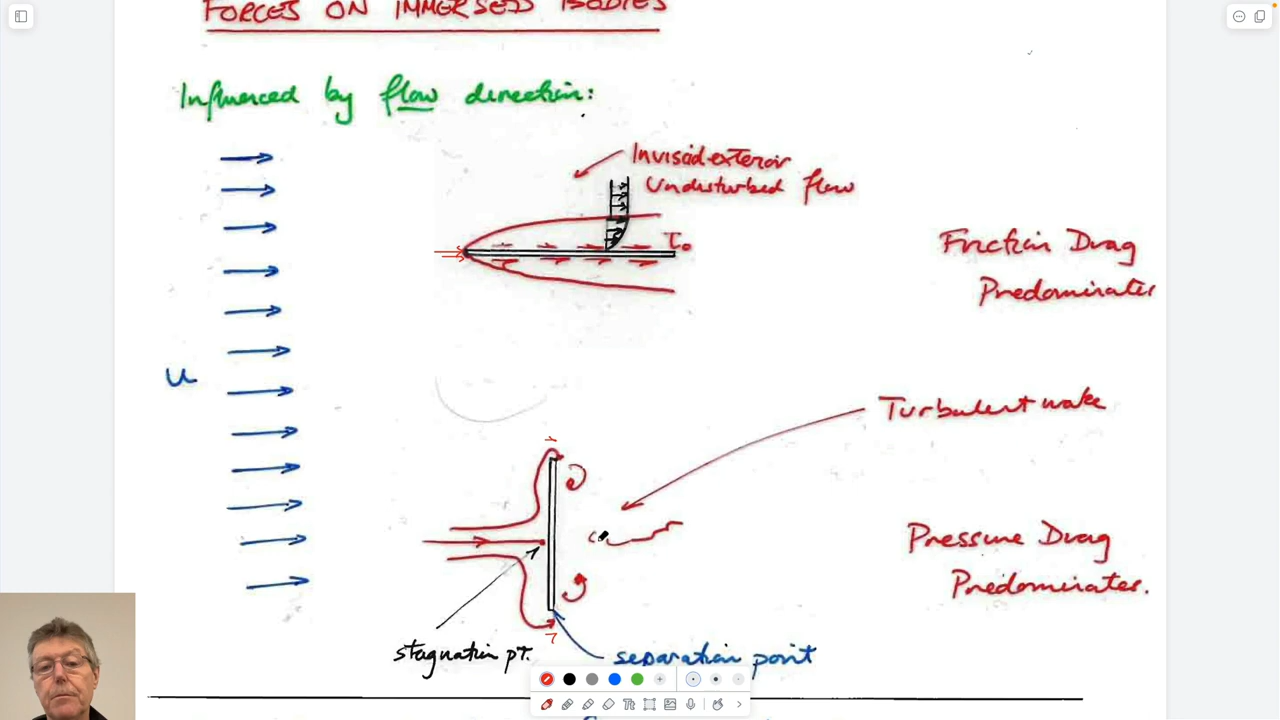 FORCES ON IMMERSED BODIES
Influenced by flow direction:
Inviscid exterior
Undisturbed flow
τ₀
Friction Drag
Predominates
u
Turbulent wake
Pressure Drag
Predominates.
stagnation pt.
separation point